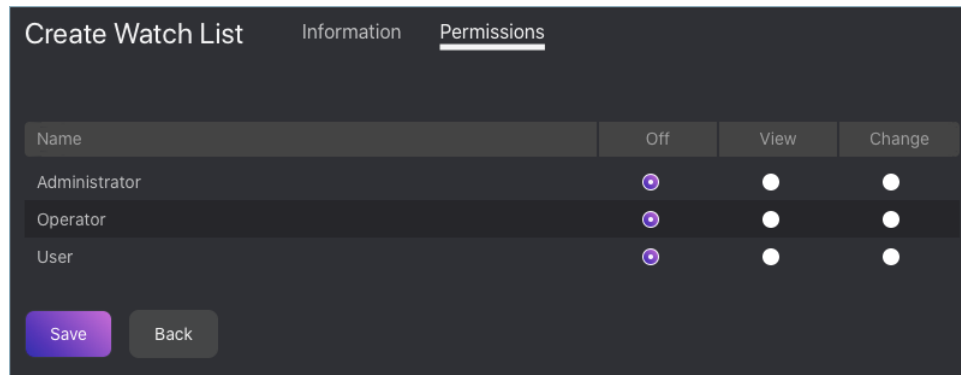 Create Watch List Information Permissions
Name Off View Change
Administrator
Operator
User
Save Back